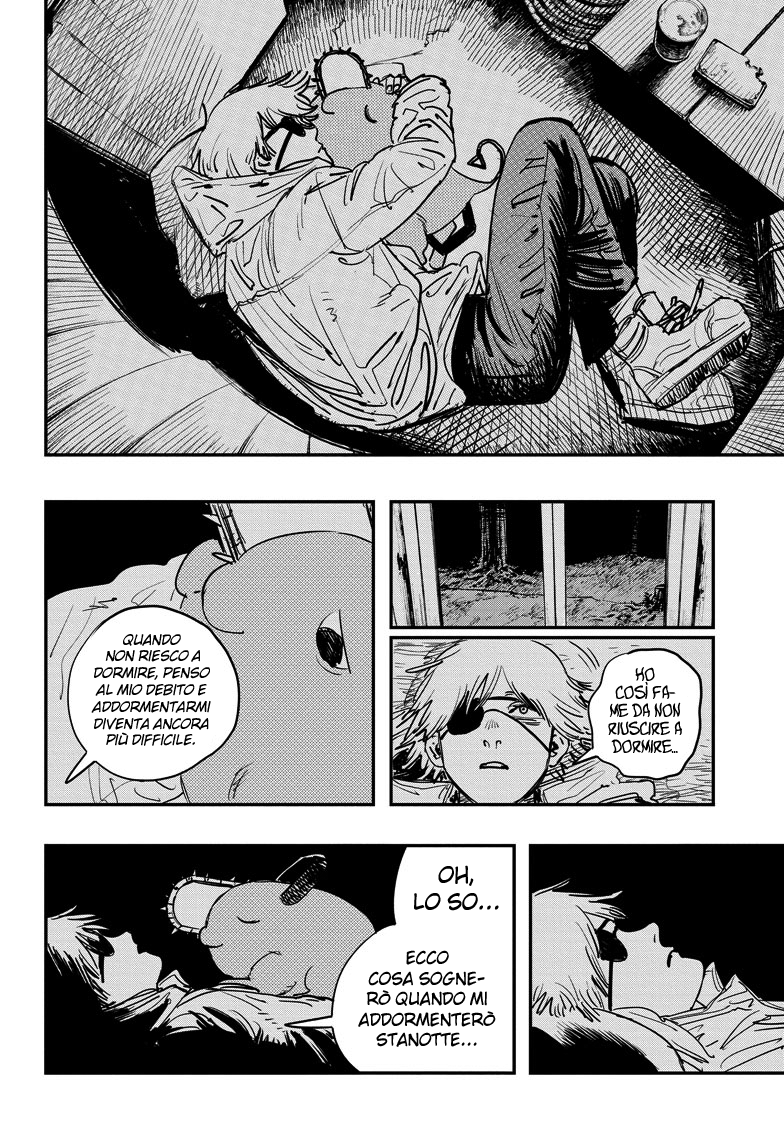 HO
COSÌ FA-
ME DA NON
RIUSCIRE A
DORMIRE...
QUANDO
NON RIESCO A
DORMIRE, PENSO
AL MIO DEBITO E
ADDORMENTARMI
DIVENTA ANCORA
PIÙ DIFFICILE.
OH,
LO SO...
ECCO
COSA SOGNE-
RÒ QUANDO MI
ADDORMENTERÒ
STANOTTE...